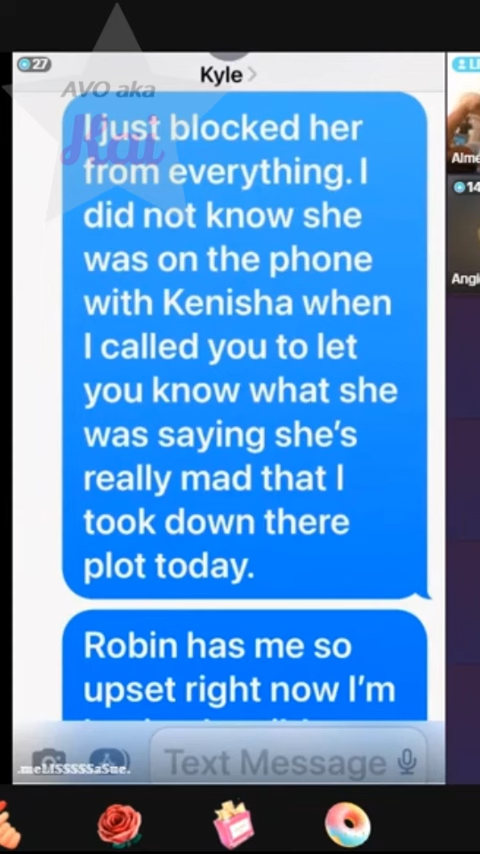 27
Kyle
AVO aka
Kai
I just blocked her
from everything. I
did not know she
was on the phone
with Kenisha when
I called you to let
you know what she
was saying she's
really mad that I
took down there
plot today.
Robin has me so
upset right now I'm
Text Message
.meLISSSSSaSue.
LI
Alme
14
Angi